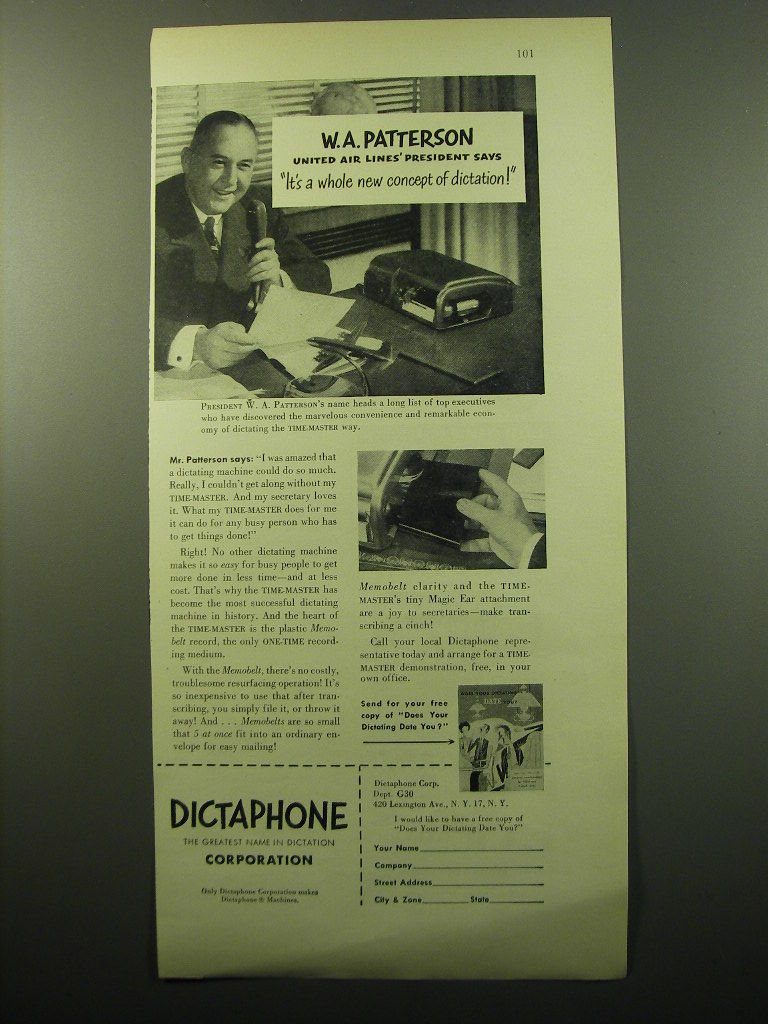 101
W.A. PATTERSON
UNITED AIR LINES' PRESIDENT SAYS
"It's a whole new concept of dictation!"
PRESIDENT W. A. PATTERSON's name heads a long list of top executives
who have discovered the marvelous convenience and remarkable econ-
omy of dictating the TIME-MASTER way.
Mr. Patterson says: "I was amazed that
a dictating machine could do so much.
Really, I couldn't get along without my
TIME-MASTER. And my secretary loves
it. What my TIME-MASTER does for me
it can do for any busy person who has
to get things done!"
Right! No other dictating machine
makes it so easy for busy people to get
more done in less time—and at less
cost. That's why the TIME-MASTER has
become the most successful dictating
machine in history. And the heart of
the TIME-MASTER is the plastic Memo-
belt record, the only ONE-TIME record-
ing medium.
With the Memobelt, there's no costly,
troublesome resurfacing operation! It's
so inexpensive to use that after tran-
scribing, you simply file it, or throw it
away! And . . . Memobelts are so small
that 5 at once fit into an ordinary en-
velope for easy mailing!
Memobelt clarity and the TIME-
MASTER's tiny Magic Ear attachment
are a joy to secretaries—make tran-
scribing a cinch!
Call your local Dictaphone repre-
sentative today and arrange for a TIME-
MASTER demonstration, free, in your
own office.
Send for your free
copy of "Does Your
Dictating Date You?"
DOES YOUR DICTATING
DATE YOU?
DICTAPHONE
THE GREATEST NAME IN DICTATION
CORPORATION
Only Dictaphone Corporation makes
Dictaphone ® Machines.
Dictaphone Corp.
Dept. G30
420 Lexington Ave., N. Y. 17, N. Y.
I would like to have a free copy of
"Does Your Dictating Date You?"
Your Name
Company
Street Address
City & Zone State